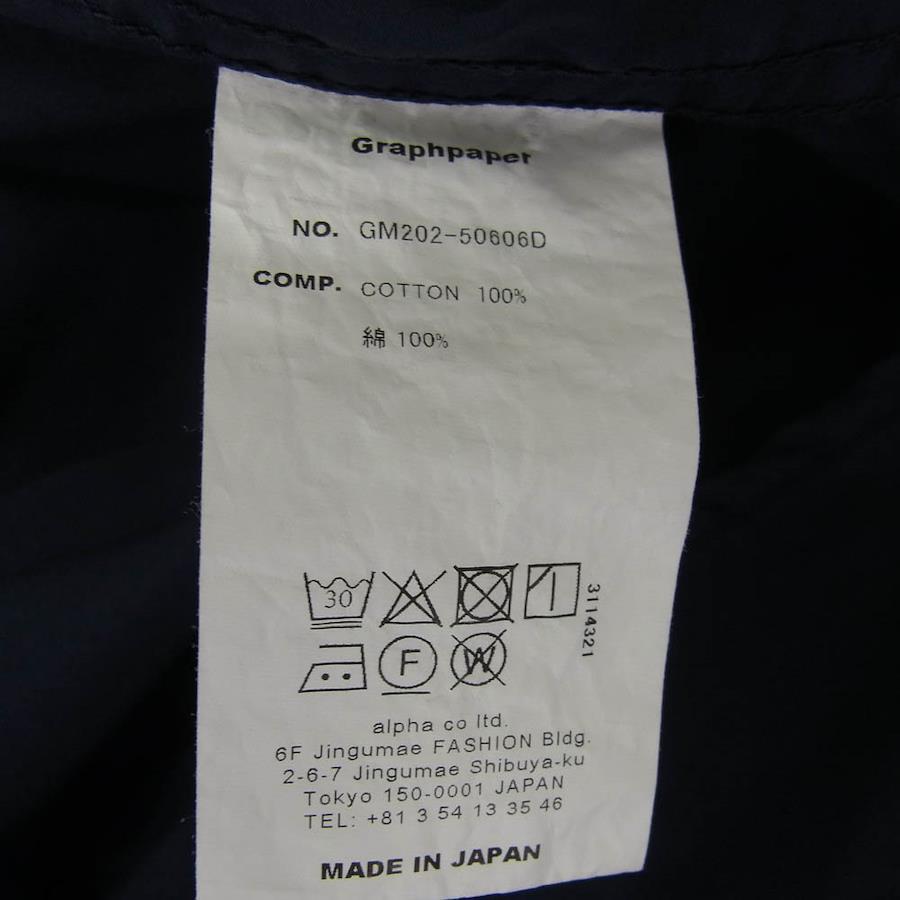 Graphpaper
NO. GM202-50606D
COMP. COTTON 100%
綿 100%
30
3114321
F
W
alpha co ltd.
6F Jingumae FASHION Bldg.
2-6-7 Jingumae Shibuya-ku
Tokyo 150-0001 JAPAN
TEL: +81 3 54 13 35 46
MADE IN JAPAN